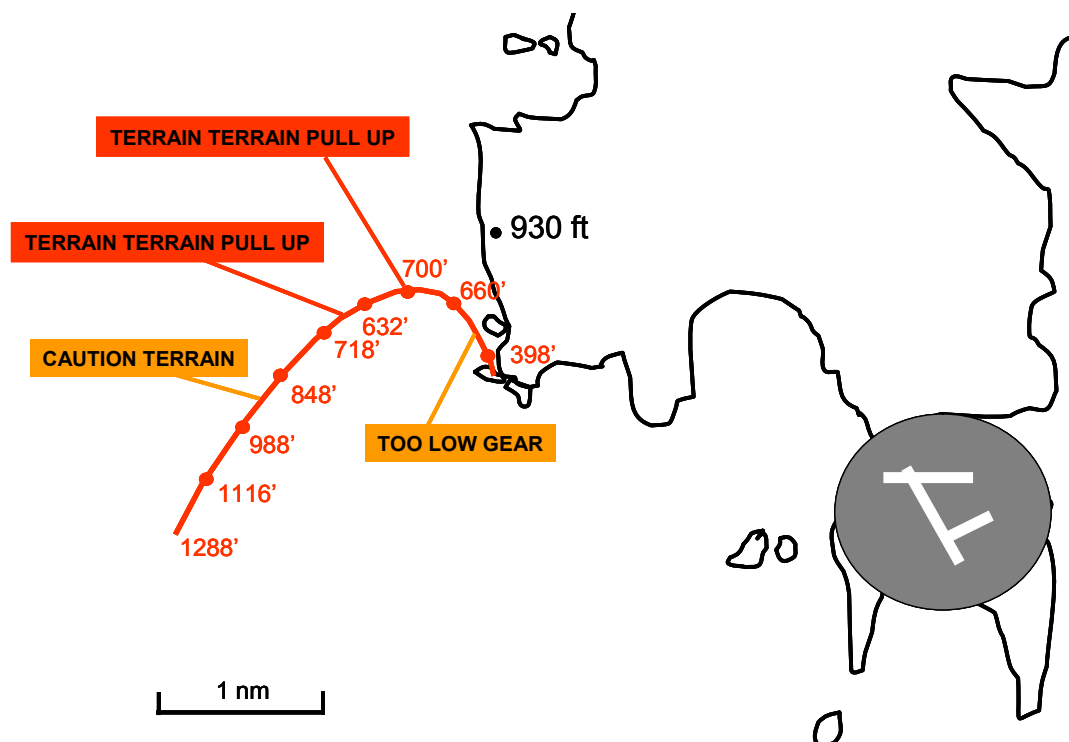 TERRAIN TERRAIN PULL UP
930 ft
TERRAIN TERRAIN PULL UP
700’
660’
632’
718’
398’
CAUTION TERRAIN
848’
TOO LOW GEAR
988’
1116’
1288’
1 nm